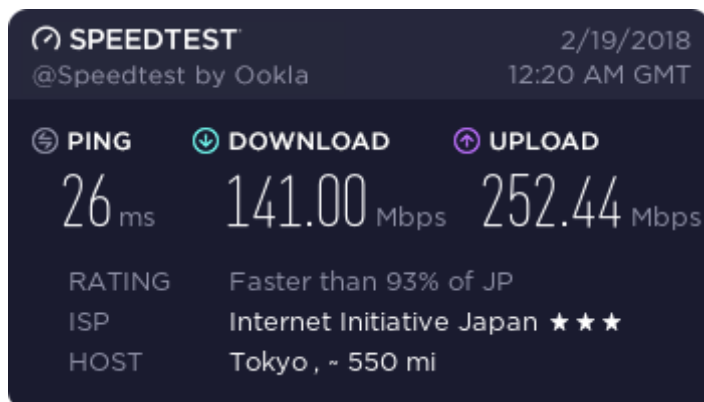 SPEEDTEST 2/19/2018
@Speedtest by Ookla 12:20 AM GMT
PING DOWNLOAD UPLOAD
26 ms 141.00 Mbps 252.44 Mbps
RATING Faster than 93% of JP
ISP Internet Initiative Japan ★★★
HOST Tokyo , ~ 550 mi